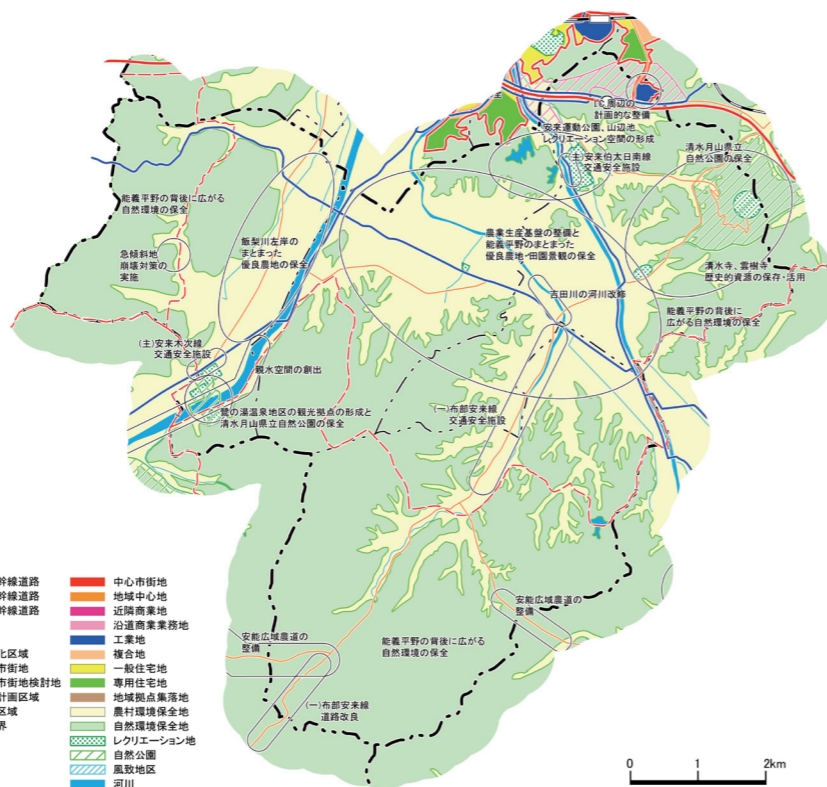 IC周辺の
計画的な整備
安来運動公園、山辺池
レクリエーション空間の形成
(主)安来伯太日南線
交通安全施設
清水月山県立
自然公園の保全
能義平野の背後に広がる
自然環境の保全
飯梨川左岸の
まとまった
優良農地の保全
農業生産基盤の整備と
能義平野のまとまった
優良農地・田園景観の保全
急傾斜地
崩壊対策の
実施
清水寺、雲樹寺
歴史的資源の保存・活用
吉田川の河川改修
能義平野の背後に
広がる自然環境の保全
(主)安来木次線
交通安全施設
親水空間の創出
鷺の湯温泉地区の観光拠点の形成と
清水月山県立自然公園の保全
(一)布部安来線
交通安全施設
安能広域農道の
整備
安能広域農道の
整備
能義平野の背後に広がる
自然環境の保全
(一)布部安来線
道路改良
幹線道路
幹線道路
幹線道路
化区域
市街地
市街地検討地
計画区域
区域
界
中心市街地
地域中心地
近隣商業地
沿道商業業務地
工業地
複合地
一般住宅地
専用住宅地
地域拠点集落地
農村環境保全地
自然環境保全地
レクリエーション地
自然公園
風致地区
河川
0 1 2km